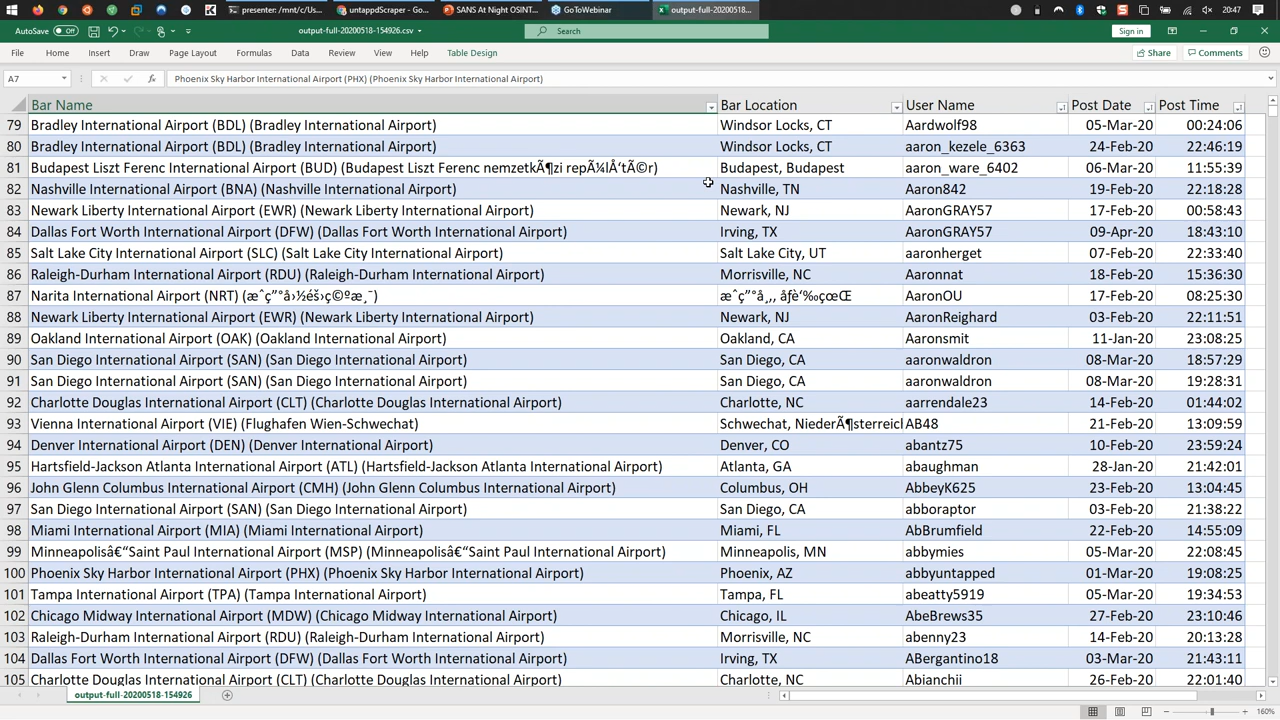 presenter: /mnt/c/Us...
untappdScraper - Go...
SANS At Night OSINT...
GoToWebinar
output-full-20200518...
20:47
AutoSave Off
output-full-20200518-154926.csv
Search
Sign in
File Home Insert Draw Page Layout Formulas Data Review View Help Table Design
Share Comments
A7 fx Phoenix Sky Harbor International Airport (PHX) (Phoenix Sky Harbor International Airport)
Bar Name Bar Location User Name Post Date Post Time
79 Bradley International Airport (BDL) (Bradley International Airport) Windsor Locks, CT Aardwolf98 05-Mar-20 00:24:06
80 Bradley International Airport (BDL) (Bradley International Airport) Windsor Locks, CT aaron_kezele_6363 24-Feb-20 22:46:19
81 Budapest Liszt Ferenc International Airport (BUD) (Budapest Liszt Ferenc nemzetkÃ¶zi repÃ¼lÅ‘tÃ©r) Budapest, Budapest aaron_ware_6402 06-Mar-20 11:55:39
82 Nashville International Airport (BNA) (Nashville International Airport) Nashville, TN Aaron842 19-Feb-20 22:18:28
83 Newark Liberty International Airport (EWR) (Newark Liberty International Airport) Newark, NJ AaronGRAY57 17-Feb-20 00:58:43
84 Dallas Fort Worth International Airport (DFW) (Dallas Fort Worth International Airport) Irving, TX AaronGRAY57 09-Apr-20 18:43:10
85 Salt Lake City International Airport (SLC) (Salt Lake City International Airport) Salt Lake City, UT aaronherget 07-Feb-20 22:33:40
86 Raleigh-Durham International Airport (RDU) (Raleigh-Durham International Airport) Morrisville, NC Aaronnat 18-Feb-20 15:36:30
87 Narita International Airport (NRT) AaronOU 17-Feb-20 08:25:30
88 Newark Liberty International Airport (EWR) (Newark Liberty International Airport) Newark, NJ AaronReighard 03-Feb-20 22:11:51
89 Oakland International Airport (OAK) (Oakland International Airport) Oakland, CA Aaronsmit 11-Jan-20 23:08:25
90 San Diego International Airport (SAN) (San Diego International Airport) San Diego, CA aaronwaldron 08-Mar-20 18:57:29
91 San Diego International Airport (SAN) (San Diego International Airport) San Diego, CA aaronwaldron 08-Mar-20 19:28:31
92 Charlotte Douglas International Airport (CLT) (Charlotte Douglas International Airport) Charlotte, NC aarrendale23 14-Feb-20 01:44:02
93 Vienna International Airport (VIE) (Flughafen Wien-Schwechat) Schwechat, NiederÃ¶sterreich AB48 21-Feb-20 13:09:59
94 Denver International Airport (DEN) (Denver International Airport) Denver, CO abantz75 10-Feb-20 23:59:24
95 Hartsfield-Jackson Atlanta International Airport (ATL) (Hartsfield-Jackson Atlanta International Airport) Atlanta, GA abaughman 28-Jan-20 21:42:01
96 John Glenn Columbus International Airport (CMH) (John Glenn Columbus International Airport) Columbus, OH AbbeyK625 23-Feb-20 13:04:45
97 San Diego International Airport (SAN) (San Diego International Airport) San Diego, CA abboraptor 03-Feb-20 21:38:22
98 Miami International Airport (MIA) (Miami International Airport) Miami, FL AbBrumfield 22-Feb-20 14:55:09
99 Minneapolisâ€“Saint Paul International Airport (MSP) (Minneapolisâ€“Saint Paul International Airport) Minneapolis, MN abbymies 05-Mar-20 22:08:45
100 Phoenix Sky Harbor International Airport (PHX) (Phoenix Sky Harbor International Airport) Phoenix, AZ abbyuntapped 01-Mar-20 19:08:25
101 Tampa International Airport (TPA) (Tampa International Airport) Tampa, FL abeatty5919 05-Mar-20 19:34:53
102 Chicago Midway International Airport (MDW) (Chicago Midway International Airport) Chicago, IL AbeBrews35 27-Feb-20 23:10:46
103 Raleigh-Durham International Airport (RDU) (Raleigh-Durham International Airport) Morrisville, NC abenny23 14-Feb-20 20:13:28
104 Dallas Fort Worth International Airport (DFW) (Dallas Fort Worth International Airport) Irving, TX ABergantino18 03-Mar-20 21:43:11
105 Charlotte Douglas International Airport (CLT) (Charlotte Douglas International Airport) Charlotte, NC Abianchii 26-Feb-20 22:01:40
output-full-20200518-154926
160%